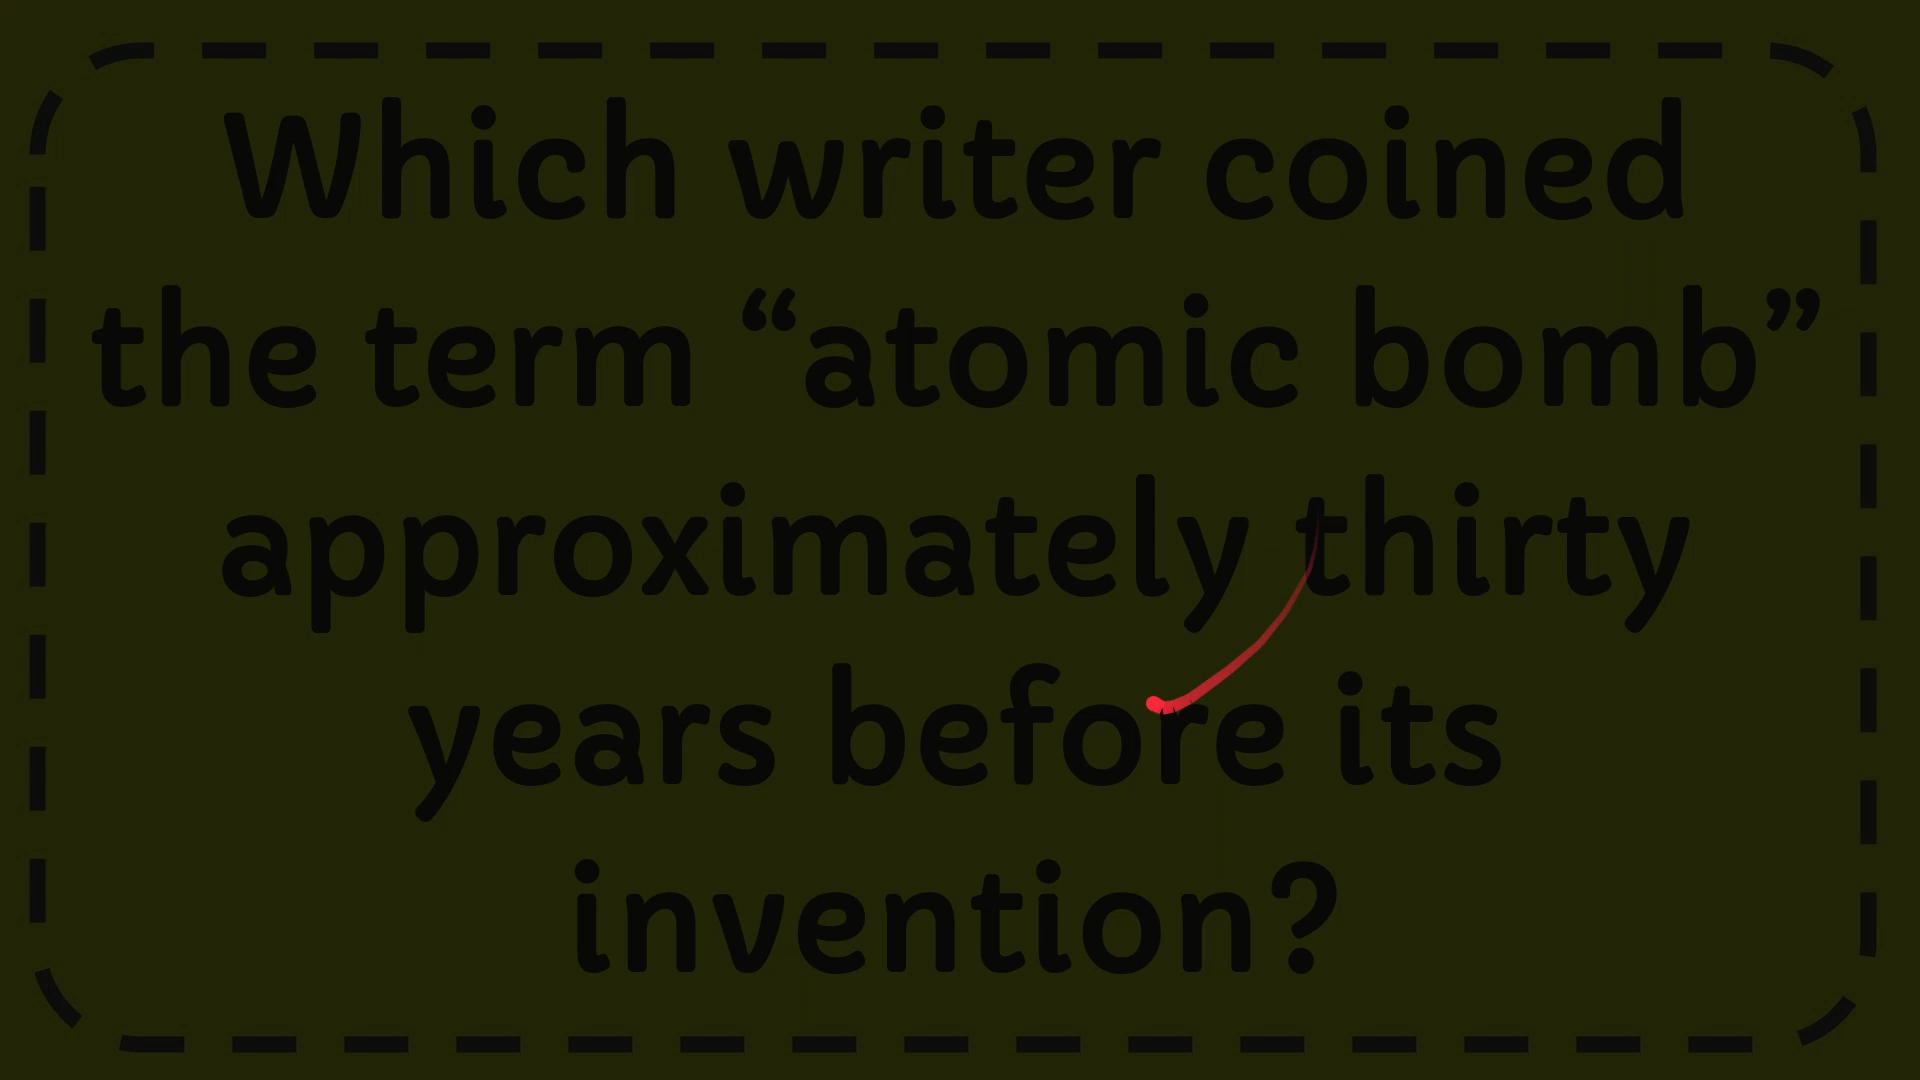 Which writer coined
the term “atomic bomb”
approximately thirty
years before its
invention?